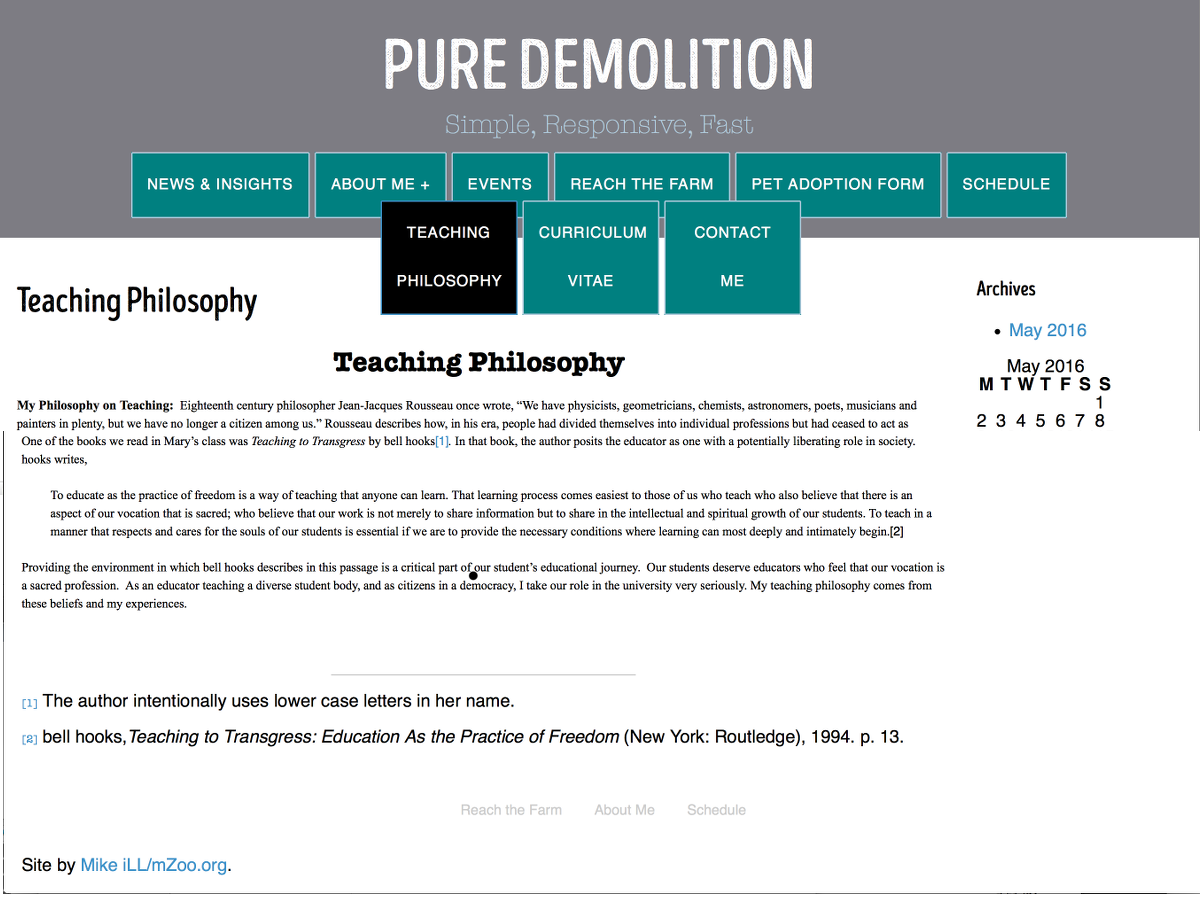 PURE DEMOLITION
Simple, Responsive, Fast
NEWS & INSIGHTS ABOUT ME + EVENTS REACH THE FARM PET ADOPTION FORM SCHEDULE
TEACHING PHILOSOPHY
CURRICULUM VITAE
CONTACT ME
Teaching Philosophy
Teaching Philosophy
My Philosophy on Teaching: Eighteenth century philosopher Jean-Jacques Rousseau once wrote, “We have physicists, geometricians, chemists, astronomers, poets, musicians and
painters in plenty, but we have no longer a citizen among us.” Rousseau describes how, in his era, people had divided themselves into individual professions but had ceased to act as
One of the books we read in Mary’s class was Teaching to Transgress by bell hooks[1]. In that book, the author posits the educator as one with a potentially liberating role in society.
hooks writes,
To educate as the practice of freedom is a way of teaching that anyone can learn. That learning process comes easiest to those of us who teach who also believe that there is an
aspect of our vocation that is sacred; who believe that our work is not merely to share information but to share in the intellectual and spiritual growth of our students. To teach in a
manner that respects and cares for the souls of our students is essential if we are to provide the necessary conditions where learning can most deeply and intimately begin.[2]
Providing the environment in which bell hooks describes in this passage is a critical part of our student’s educational journey. Our students deserve educators who feel that our vocation is
a sacred profession. As an educator teaching a diverse student body, and as citizens in a democracy, I take our role in the university very seriously. My teaching philosophy comes from
these beliefs and my experiences.
[1] The author intentionally uses lower case letters in her name.
[2] bell hooks,Teaching to Transgress: Education As the Practice of Freedom (New York: Routledge), 1994. p. 13.
Archives
• May 2016
May 2016
M T W T F S S
1
2 3 4 5 6 7 8
Reach the Farm About Me Schedule
Site by Mike iLL/mZoo.org.